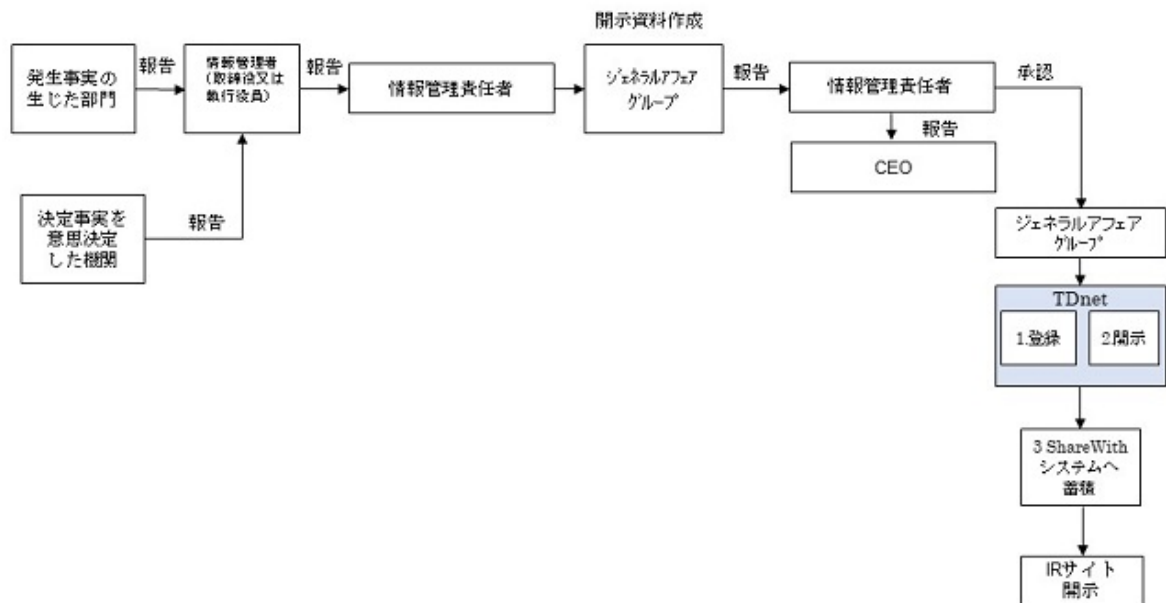 開示資料作成
発生事実の
生じた部門
報告
情報管理者
(取締役又は
執行役員)
報告
情報管理責任者
ジェネラルアフェア
グループ
報告
情報管理責任者
承認
報告
CEO
決定事実を
意思決定
した機関
報告
ジェネラルアフェア
グループ
TDnet
1.登録
2.開示
3 ShareWith
システムへ
蓄積
IRサイト
開示